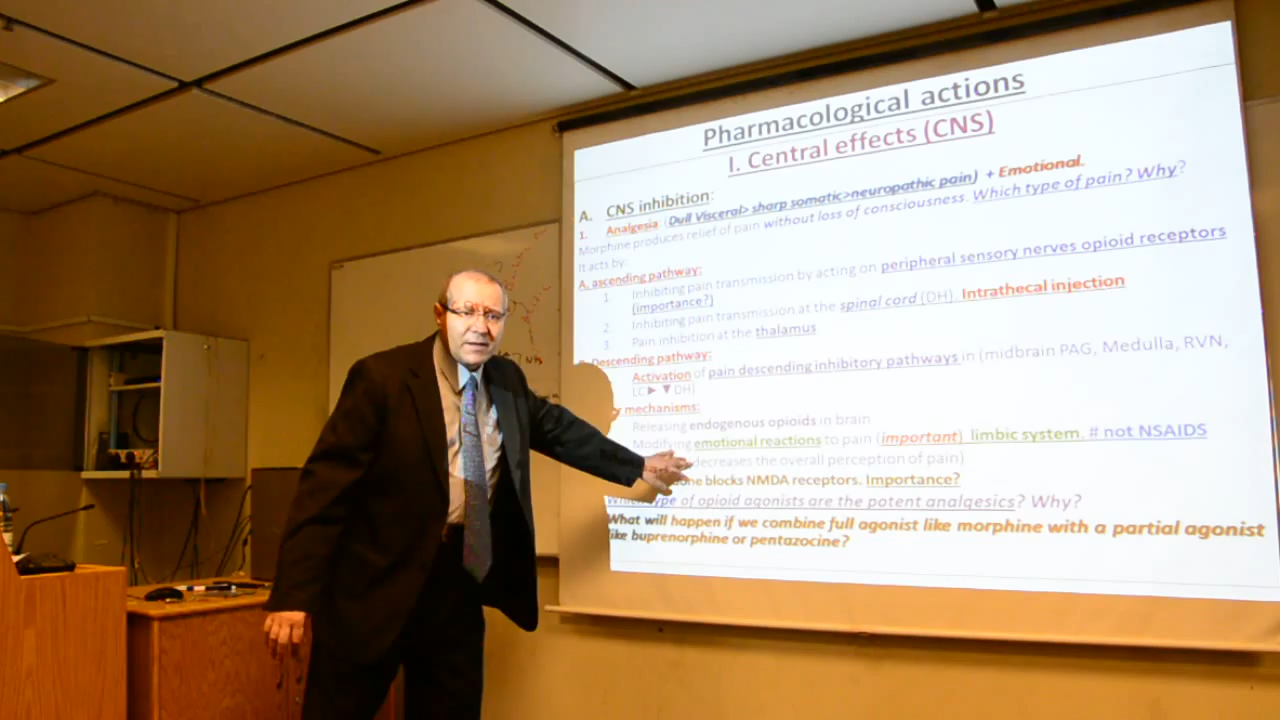 Pharmacological actions
I. Central effects (CNS)
A. CNS inhibition:
1. Analgesia: (Dull Visceral> sharp somatic>neuropathic pain) + Emotional.
Morphine produces relief of pain without loss of consciousness. Which type of pain? Why?
It acts by:
A. ascending pathway:
1. Inhibiting pain transmission by acting on peripheral sensory nerves opioid receptors
(importance?)
2. Inhibiting pain transmission at the spinal cord (DH). Intrathecal injection
3. Pain inhibition at the thalamus
Descending pathway:
Activation of pain descending inhibitory pathways in (midbrain PAG, Medulla, RVN,
LC► ▼DH)
mechanisms:
Releasing endogenous opioids in brain
Modifying emotional reactions to pain (important) limbic system. # not NSAIDS
decreases the overall perception of pain)
blocks NMDA receptors. Importance?
type of opioid agonists are the potent analgesics? Why?
What will happen if we combine full agonist like morphine with a partial agonist
like buprenorphine or pentazocine?